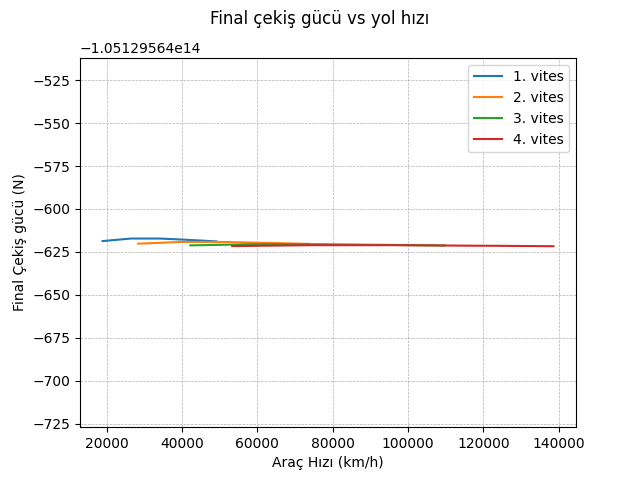 Final çekiş gücü vs yol hızı
−1.05129564e14
1. vites
2. vites
3. vites
4. vites
Final Çekiş gücü (N)
−525
−550
−575
−600
−625
−650
−675
−700
−725
20000 40000 60000 80000 100000 120000 140000
Araç Hızı (km/h)